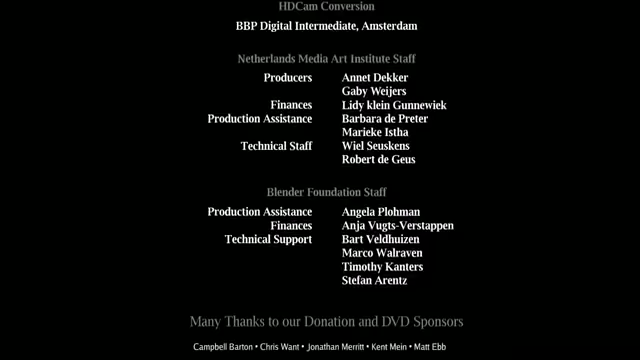 HDCam Conversion
BBP Digital Intermediate, Amsterdam
Netherlands Media Art Institute Staff
Producers Annet Dekker
Gaby Weijers
Finances Lidy klein Gunnewiek
Production Assistance Barbara de Preter
Marieke Istha
Technical Staff Wiel Seuskens
Robert de Geus
Blender Foundation Staff
Production Assistance Angela Plohman
Finances Anja Vugts-Verstappen
Technical Support Bart Veldhuizen
Marco Walraven
Timothy Kanters
Stefan Arentz
Many Thanks to our Donation and DVD Sponsors
Campbell Barton • Chris Want • Jonathan Merritt • Kent Mein • Matt Ebb